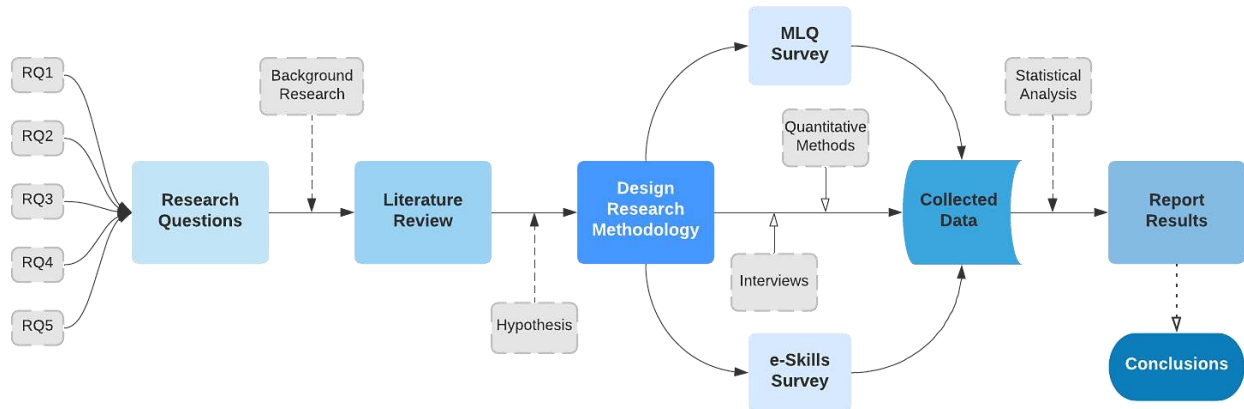 RQ1
RQ2
RQ3
RQ4
RQ5
Research
Questions
Background
Research
Literature
Review
Hypothesis
Design
Research
Methodology
MLQ
Survey
Quantitative
Methods
Interviews
e-Skills
Survey
Collected
Data
Statistical
Analysis
Report
Results
Conclusions